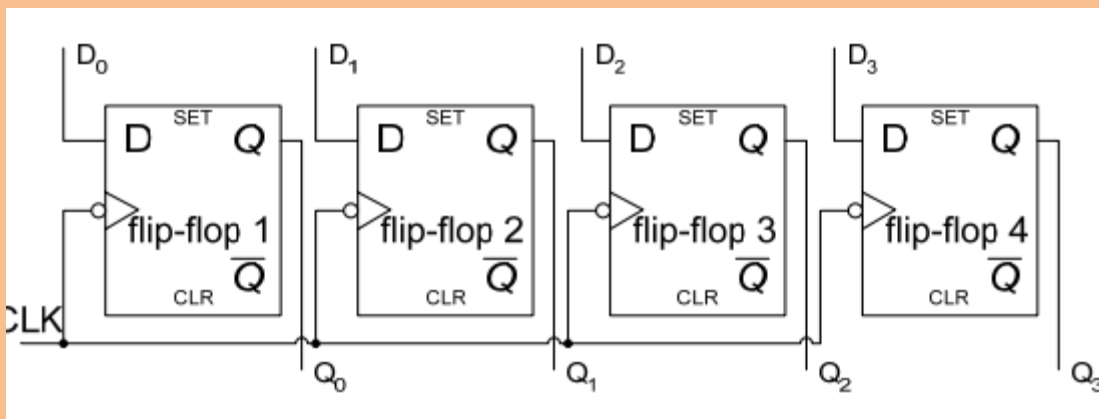 D₀ D₁ D₂ D₃
SET SET SET SET
D Q D Q D Q D Q
flip-flop 1 flip-flop 2 flip-flop 3 flip-flop 4
Q̅ Q̅ Q̅ Q̅
CLR CLR CLR CLR
CLK
Q₀ Q₁ Q₂ Q₃